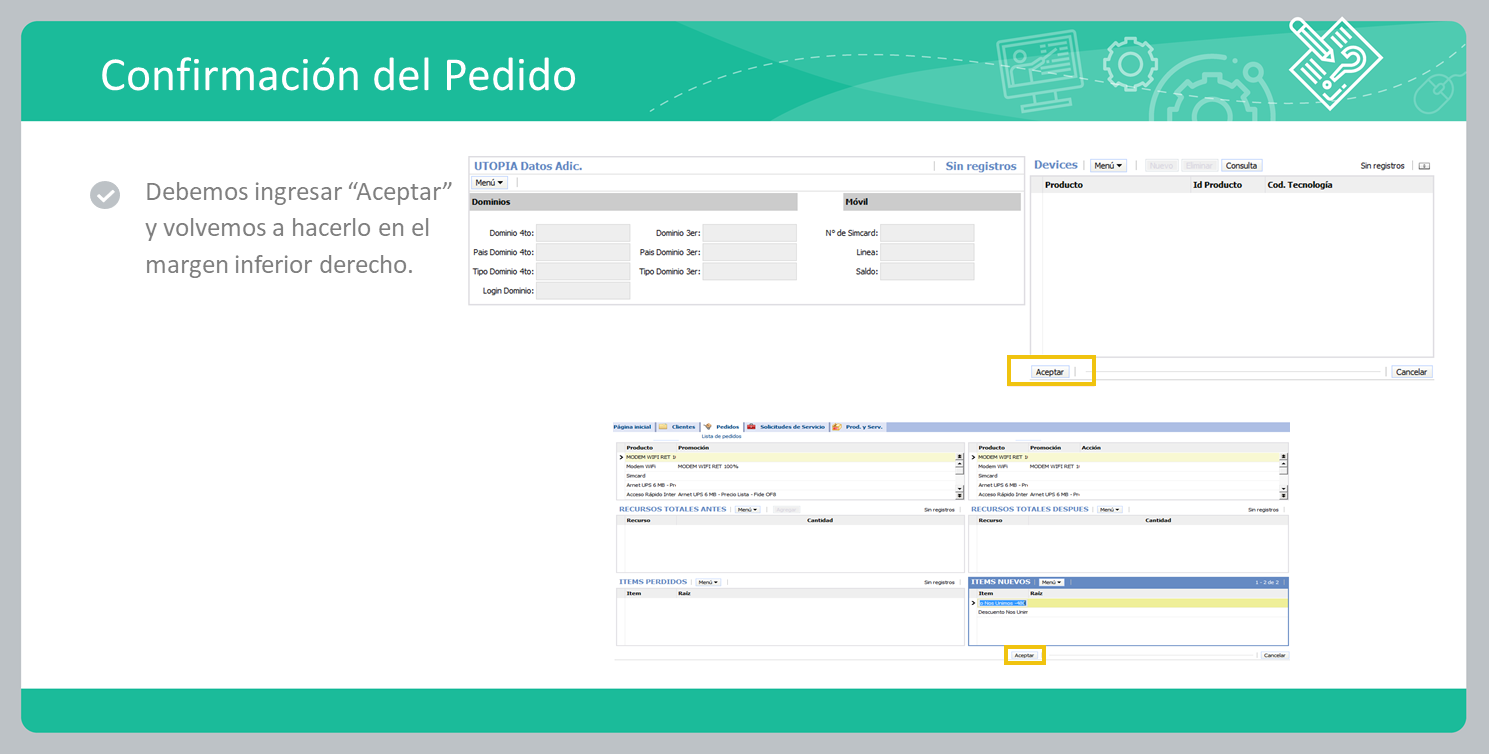 Confirmación del Pedido
Debemos ingresar “Aceptar”
y volvemos a hacerlo en el
margen inferior derecho.
UTOPIA Datos Adic. Sin registros
Menú
Dominios Móvil
Dominio 4to: Dominio 3er: N° de Simcard:
Pais Dominio 4to: Pais Dominio 3er: Linea:
Tipo Dominio 4to: Tipo Dominio 3er: Saldo:
Login Dominio:
Devices Menú Nuevo Eliminar Consulta Sin registros
Producto Id Producto Cod. Tecnología
Aceptar Cancelar
Página inicial Clientes Pedidos Solicitudes de Servicio Prod. y Serv.
Lista de pedidos
Producto Promoción Producto Promoción Acción
MODEM WIFI RET 1 MODEM WIFI RET 1
Modem WiFi MODEM WIFI RET 100% Modem WiFi MODEM WIFI RET 1
Simcard Simcard
Arnet UPS 6 MB - Pr Arnet UPS 6 MB - Pr
Acceso Rápido Inter Arnet UPS 6 MB - Precio Lista - Fide OF8 Acceso Rápido Inter Arnet UPS 6 MB - Pr
RECURSOS TOTALES ANTES Menú Sin registros RECURSOS TOTALES DESPUES Menú Sin registros
Recurso Cantidad Recurso Cantidad
ITEMS PERDIDOS Menú Sin registros ITEMS NUEVOS Menú 1 - 2 de 2
Item Raíz Item Raíz
o Nos Unimos -48
Descuento Nos Unir
Aceptar Cancelar